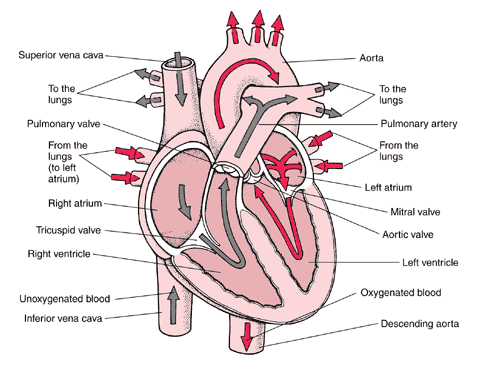 Superior vena cava
To the
lungs
Pulmonary valve
From the
lungs
(to left
atrium)
Right atrium
Tricuspid valve
Right ventricle
Unoxygenated blood
Inferior vena cava
Aorta
To the
lungs
Pulmonary artery
From the
lungs
Left atrium
Mitral valve
Aortic valve
Left ventricle
Oxygenated blood
Descending aorta